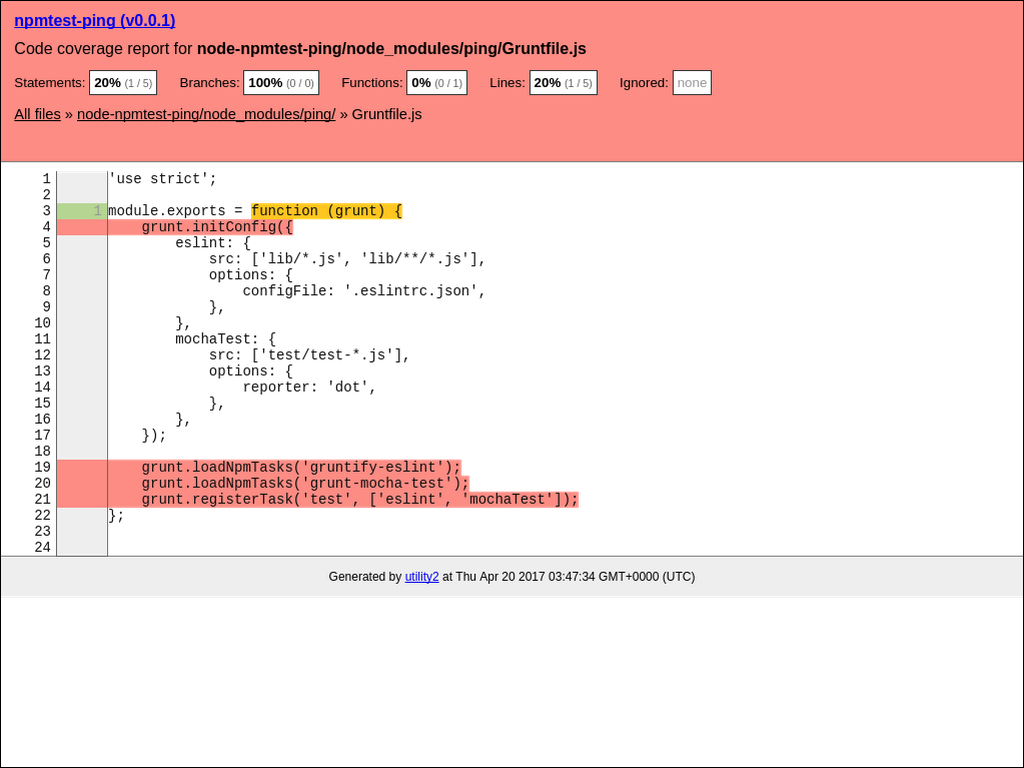 npmtest-ping (v0.0.1)
Code coverage report for node-npmtest-ping/node_modules/ping/Gruntfile.js
Statements: 20% (1 / 5) Branches: 100% (0 / 0) Functions: 0% (0 / 1) Lines: 20% (1 / 5) Ignored: none
All files » node-npmtest-ping/node_modules/ping/ » Gruntfile.js
1 'use strict';
2
3 1 module.exports = function (grunt) {
4     grunt.initConfig({
5         eslint: {
6             src: ['lib/*.js', 'lib/**/*.js'],
7             options: {
8                 configFile: '.eslintrc.json',
9             },
10         },
11         mochaTest: {
12             src: ['test/test-*.js'],
13             options: {
14                 reporter: 'dot',
15             },
16         },
17     });
18
19     grunt.loadNpmTasks('gruntify-eslint');
20     grunt.loadNpmTasks('grunt-mocha-test');
21     grunt.registerTask('test', ['eslint', 'mochaTest']);
22 };
23
24
Generated by utility2 at Thu Apr 20 2017 03:47:34 GMT+0000 (UTC)